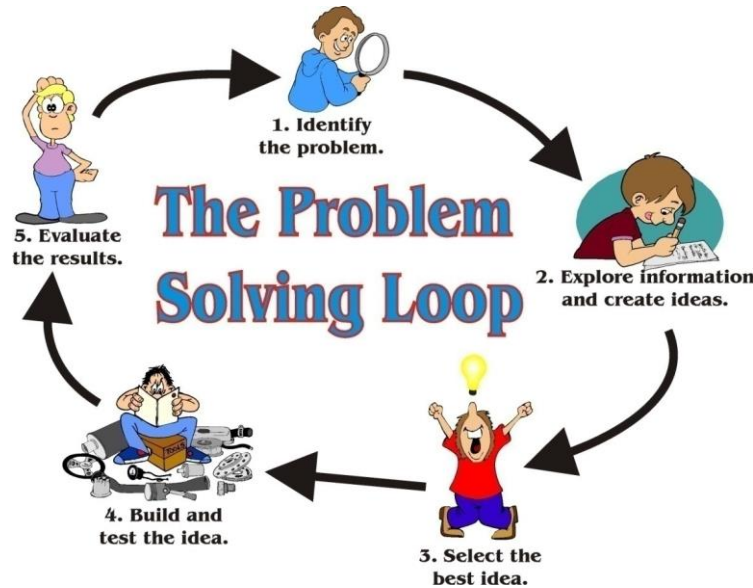 The Problem
Solving Loop
1. Identify
the problem.
2. Explore information
and create ideas.
3. Select the
best idea.
4. Build and
test the idea.
5. Evaluate
the results.